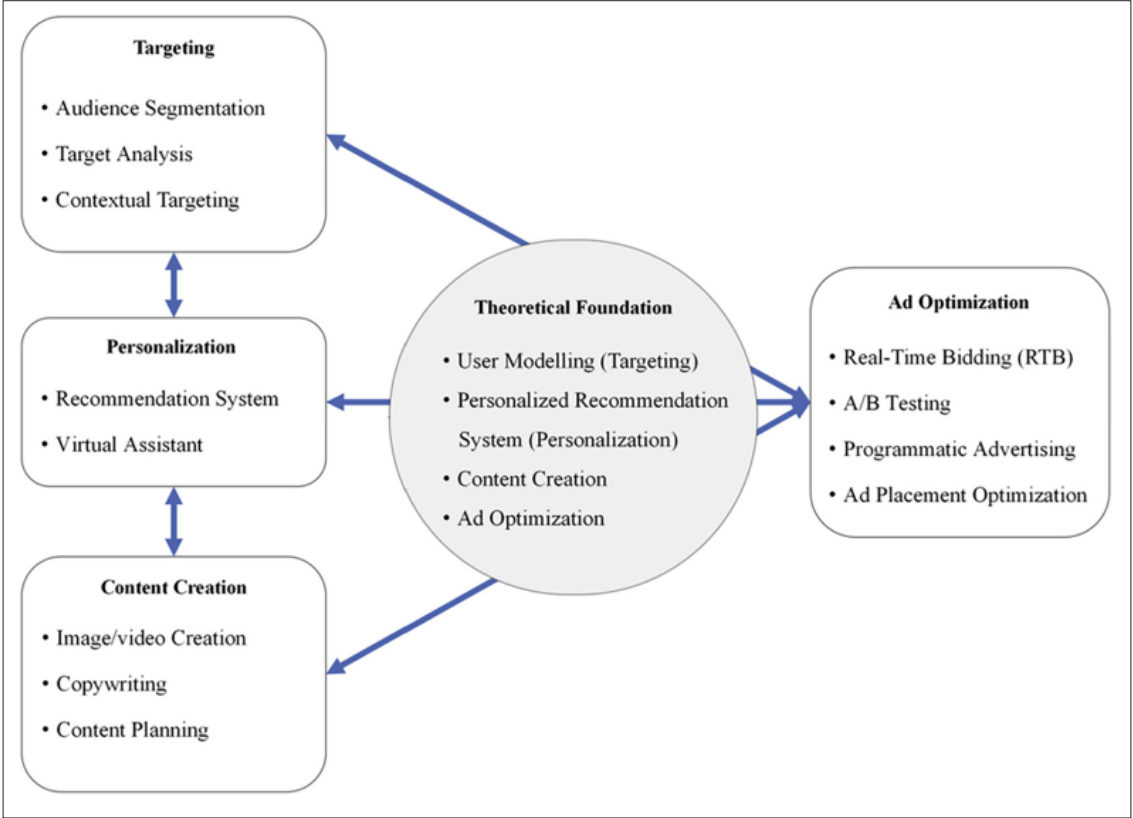 Targeting
• Audience Segmentation
• Target Analysis
• Contextual Targeting
Personalization
• Recommendation System
• Virtual Assistant
Content Creation
• Image/video Creation
• Copywriting
• Content Planning
Theoretical Foundation
• User Modelling (Targeting)
• Personalized Recommendation
System (Personalization)
• Content Creation
• Ad Optimization
Ad Optimization
• Real-Time Bidding (RTB)
• A/B Testing
• Programmatic Advertising
• Ad Placement Optimization